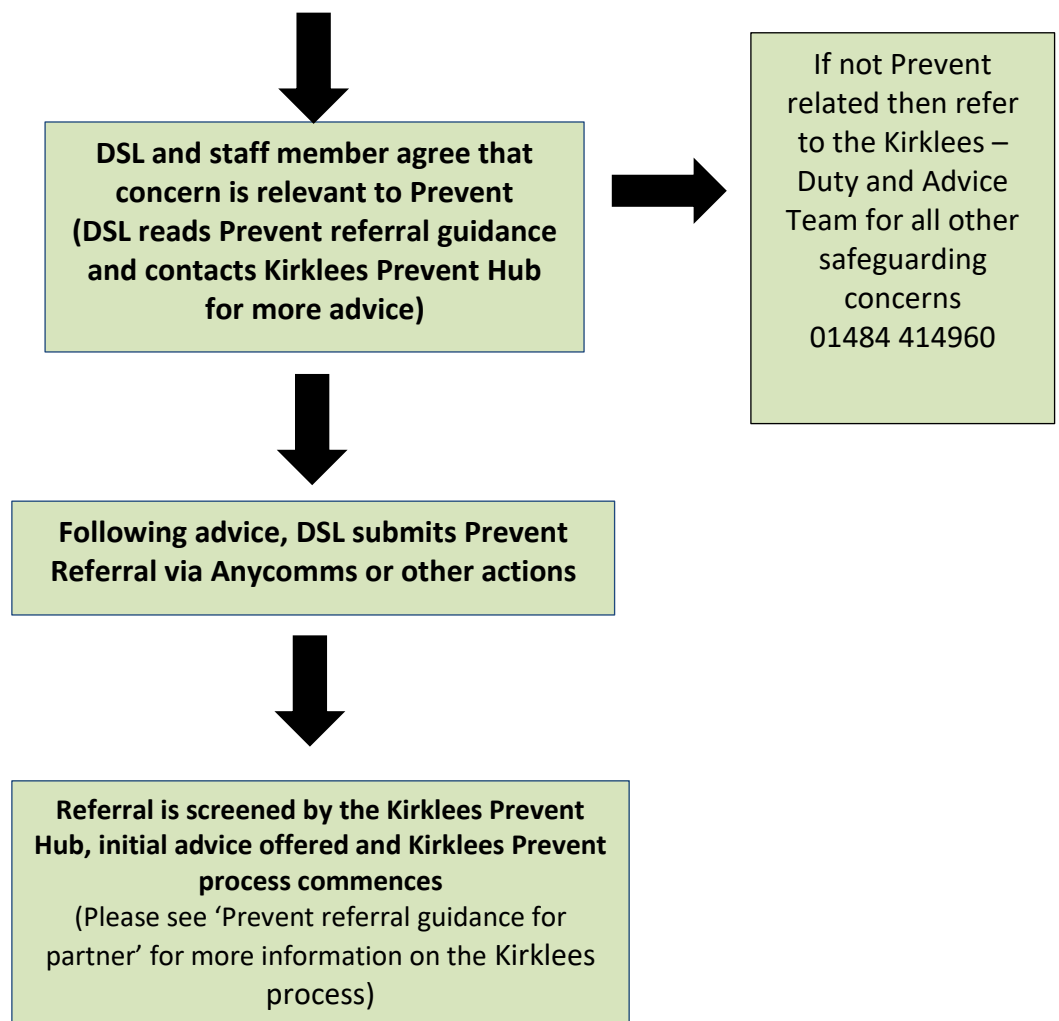 DSL and staff member agree that
concern is relevant to Prevent
(DSL reads Prevent referral guidance
and contacts Kirklees Prevent Hub
for more advice)
If not Prevent
related then refer
to the Kirklees –
Duty and Advice
Team for all other
safeguarding
concerns
01484 414960
Following advice, DSL submits Prevent
Referral via Anycomms or other actions
Referral is screened by the Kirklees Prevent
Hub, initial advice offered and Kirklees Prevent
process commences
(Please see ‘Prevent referral guidance for
partner’ for more information on the Kirklees
process)